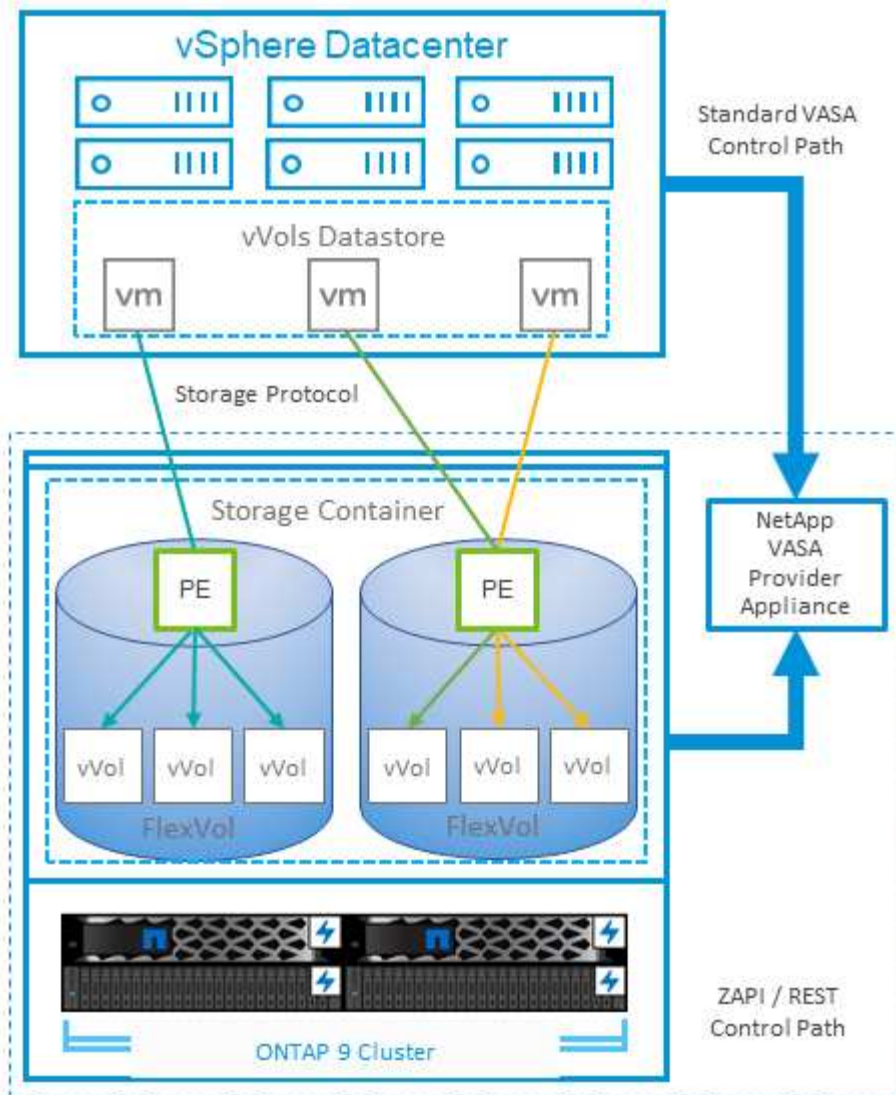 vSphere Datacenter
Standard VASA
Control Path
vVols Datastore
vm vm vm
Storage Protocol
Storage Container
NetApp
VASA
Provider
Appliance
PE PE
vVol vVol vVol vVol vVol vVol
FlexVol FlexVol
ZAPI / REST
Control Path
ONTAP 9 Cluster